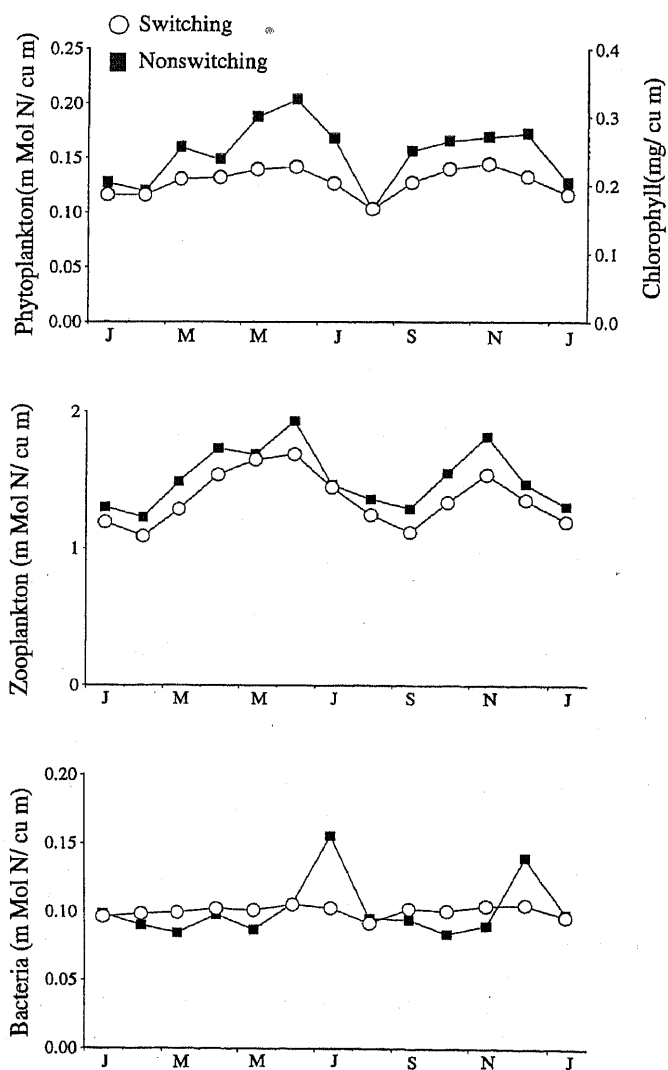 Switching
Nonswitching
Phytoplankton(m Mol N/ cu m)
0.25
0.20
0.15
0.10
0.05
0.00
Chlorophyll(mg/ cu m)
0.4
0.3
0.2
0.1
0.0
J M M J S N J
Zooplankton (m Mol N/ cu m)
2
1
0
J M M J S N J
Bacteria (m Mol N/ cu m)
0.20
0.15
0.10
0.05
0.00
J M M J S N J